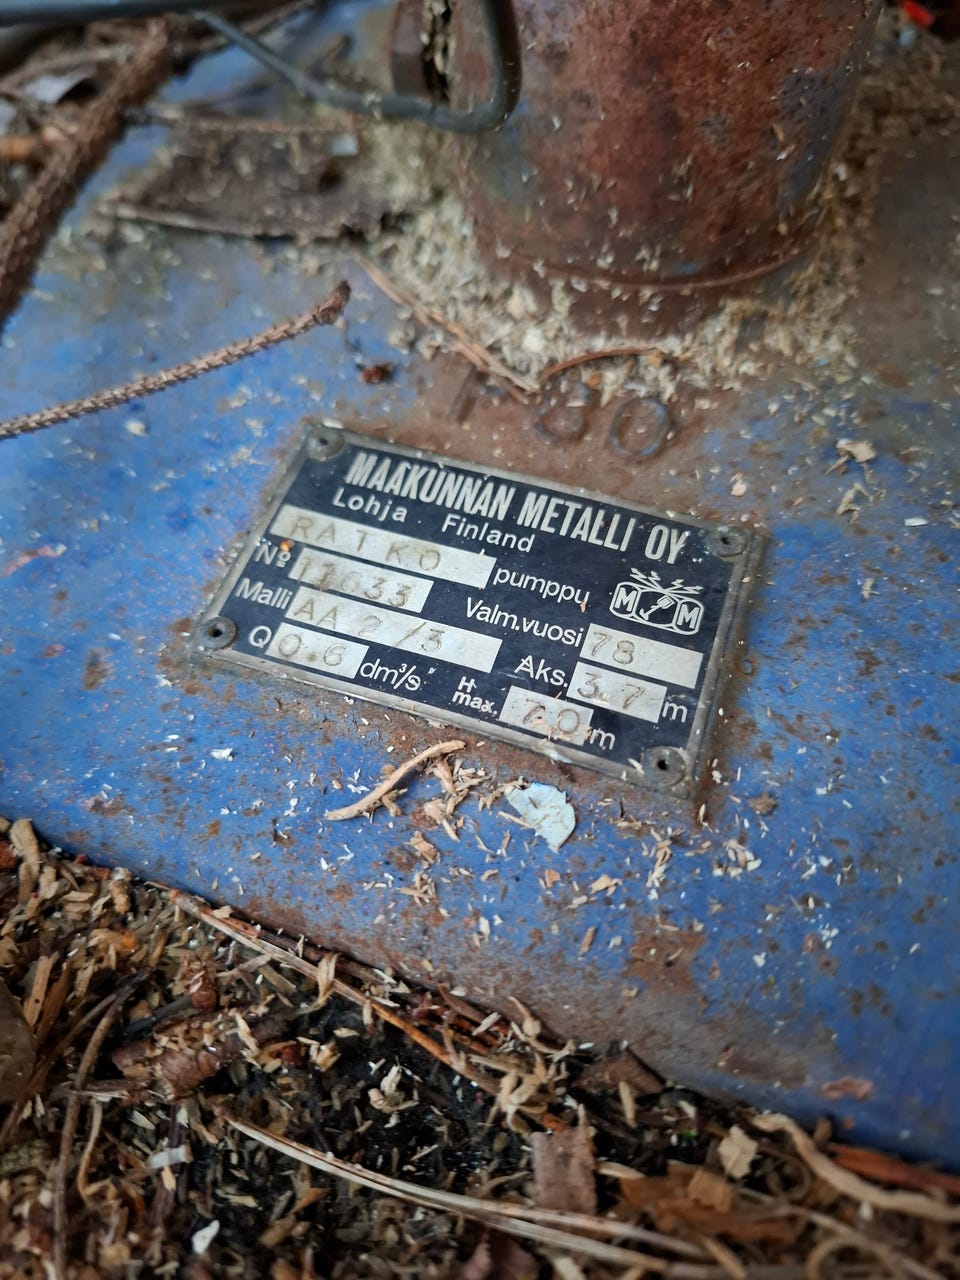 180
MAAKUNNAN METALLI OY
Lohja Finland
RATKO pumppu
M M
Nº 11633 Valm.vuosi 78
Malli AA 2/3 Aks. 3.7 m
Q 0.6 dm³/s H max. 70 m